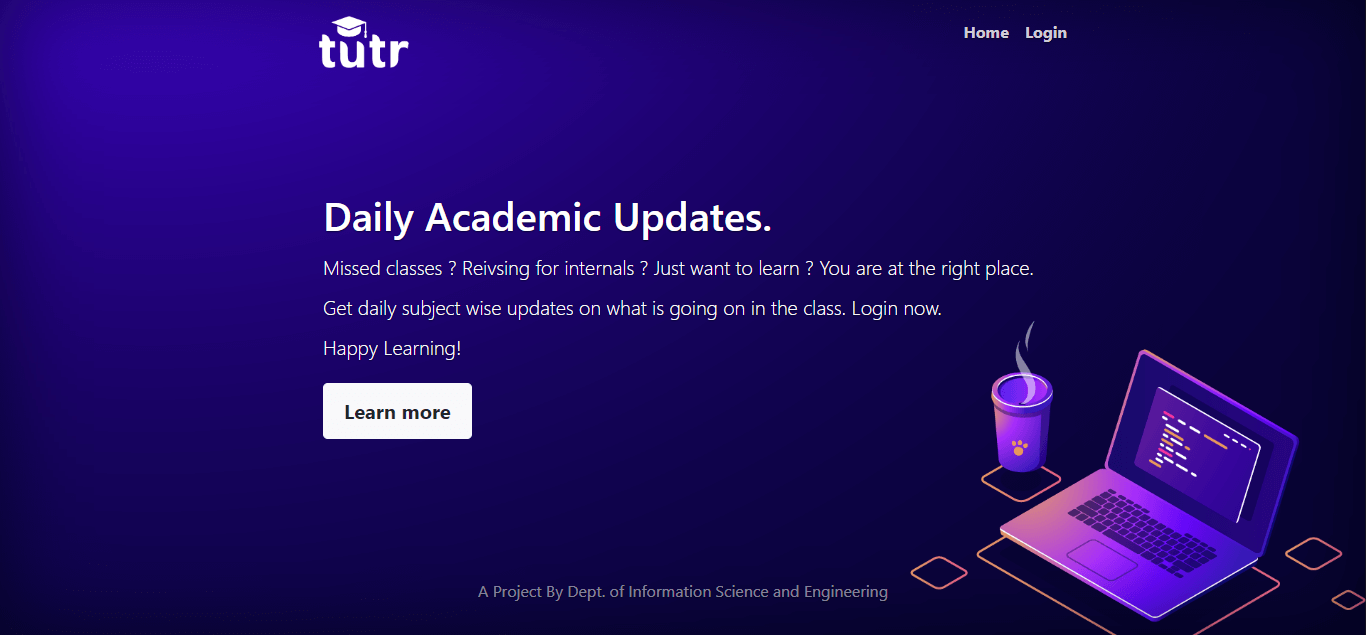 tutr
Home Login
Daily Academic Updates.
Missed classes ? Reivsing for internals ? Just want to learn ? You are at the right place.
Get daily subject wise updates on what is going on in the class. Login now.
Happy Learning!
Learn more
A Project By Dept. of Information Science and Engineering